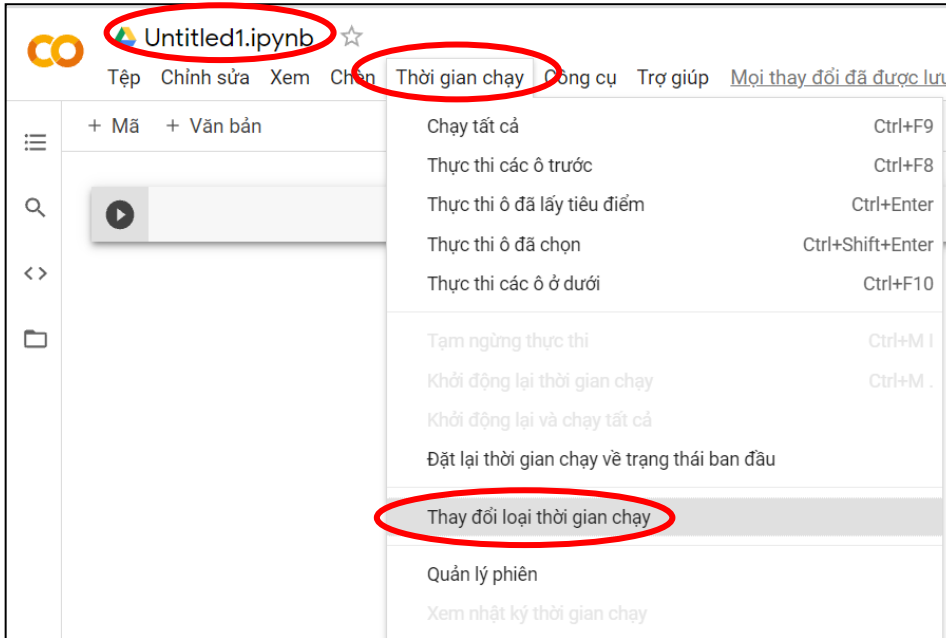 Untitled1.ipynb
Tệp Chỉnh sửa Xem Chèn Thời gian chạy Công cụ Trợ giúp Mọi thay đổi đã được lưu
+ Mã + Văn bản
Chạy tất cả Ctrl+F9
Thực thi các ô trước Ctrl+F8
Thực thi ô đã lấy tiêu điểm Ctrl+Enter
Thực thi ô đã chọn Ctrl+Shift+Enter
Thực thi các ô ở dưới Ctrl+F10
Tạm ngừng thực thi Ctrl+M I
Khởi động lại thời gian chạy Ctrl+M .
Khởi động lại và chạy tất cả
Đặt lại thời gian chạy về trạng thái ban đầu
Thay đổi loại thời gian chạy
Quản lý phiên
Xem nhật ký thời gian chạy